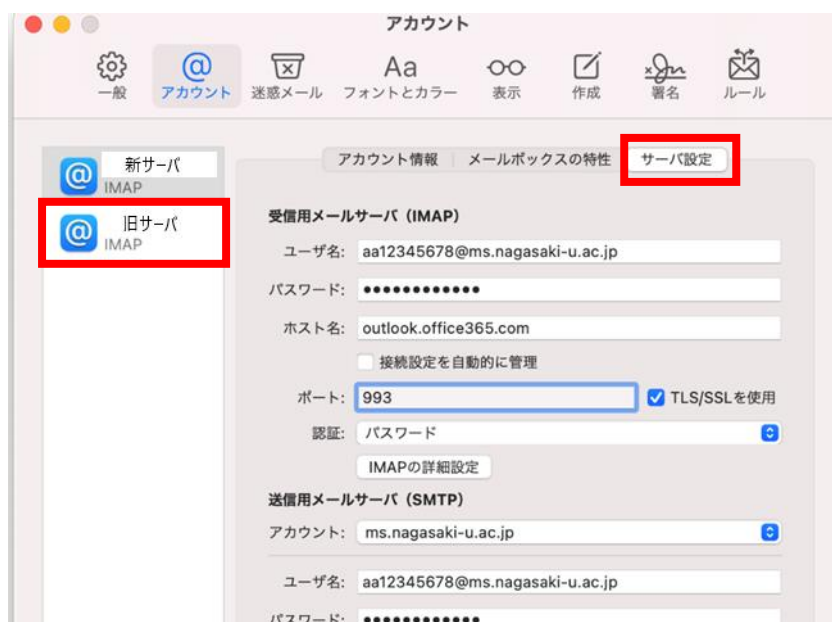 アカウント
一般 アカウント 迷惑メール フォントとカラー 表示 作成 署名 ルール
新サーバ
IMAP
旧サーバ
IMAP
アカウント情報 メールボックスの特性 サーバ設定
受信用メールサーバ（IMAP）
ユーザ名: aa12345678@ms.nagasaki-u.ac.jp
パスワード: ●●●●●●●●●●●●
ホスト名: outlook.office365.com
接続設定を自動的に管理
ポート: 993 TLS/SSLを使用
認証: パスワード
IMAPの詳細設定
送信用メールサーバ（SMTP）
アカウント: ms.nagasaki-u.ac.jp
ユーザ名: aa12345678@ms.nagasaki-u.ac.jp
パスワード: ●●●●●●●●●●●●